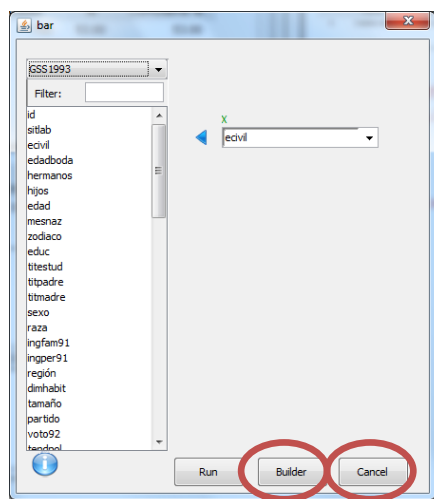 bar
GSS1993
Filter:
id
sitlab
ecivil
edadboda
hermanos
hijos
edad
mesnaz
zodiaco
educ
titestud
titpadre
titmadre
sexo
raza
ingfam91
ingper91
región
dimhabit
tamaño
partido
voto92
tendpol
X
ecivil
Run
Builder
Cancel